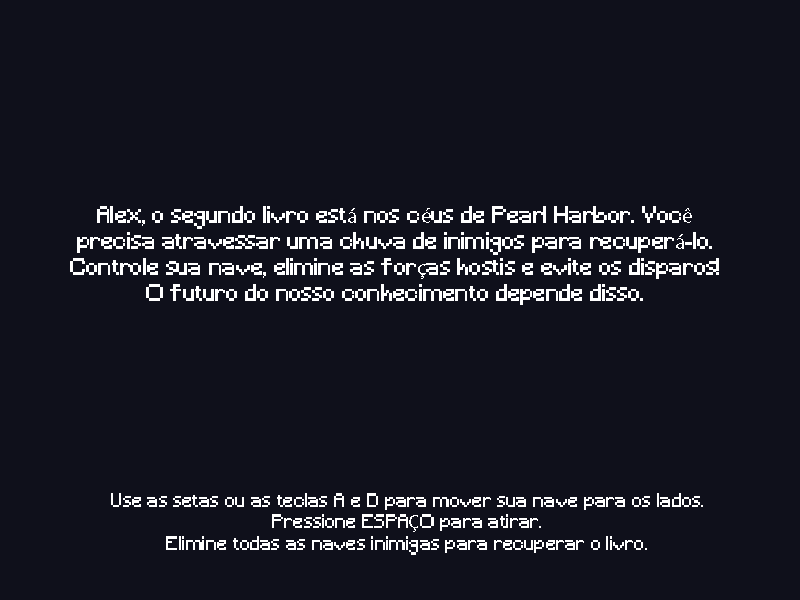 Alex, o segundo livro está nos céus de Pearl Harbor. Você
precisa atravessar uma chuva de inimigos para recuperá-lo.
Controle sua nave, elimine as forças hostis e evite os disparos!
O futuro do nosso conhecimento depende disso.
Use as setas ou as teclas A e D para mover sua nave para os lados.
Pressione ESPAÇO para atirar.
Elimine todas as naves inimigas para recuperar o livro.